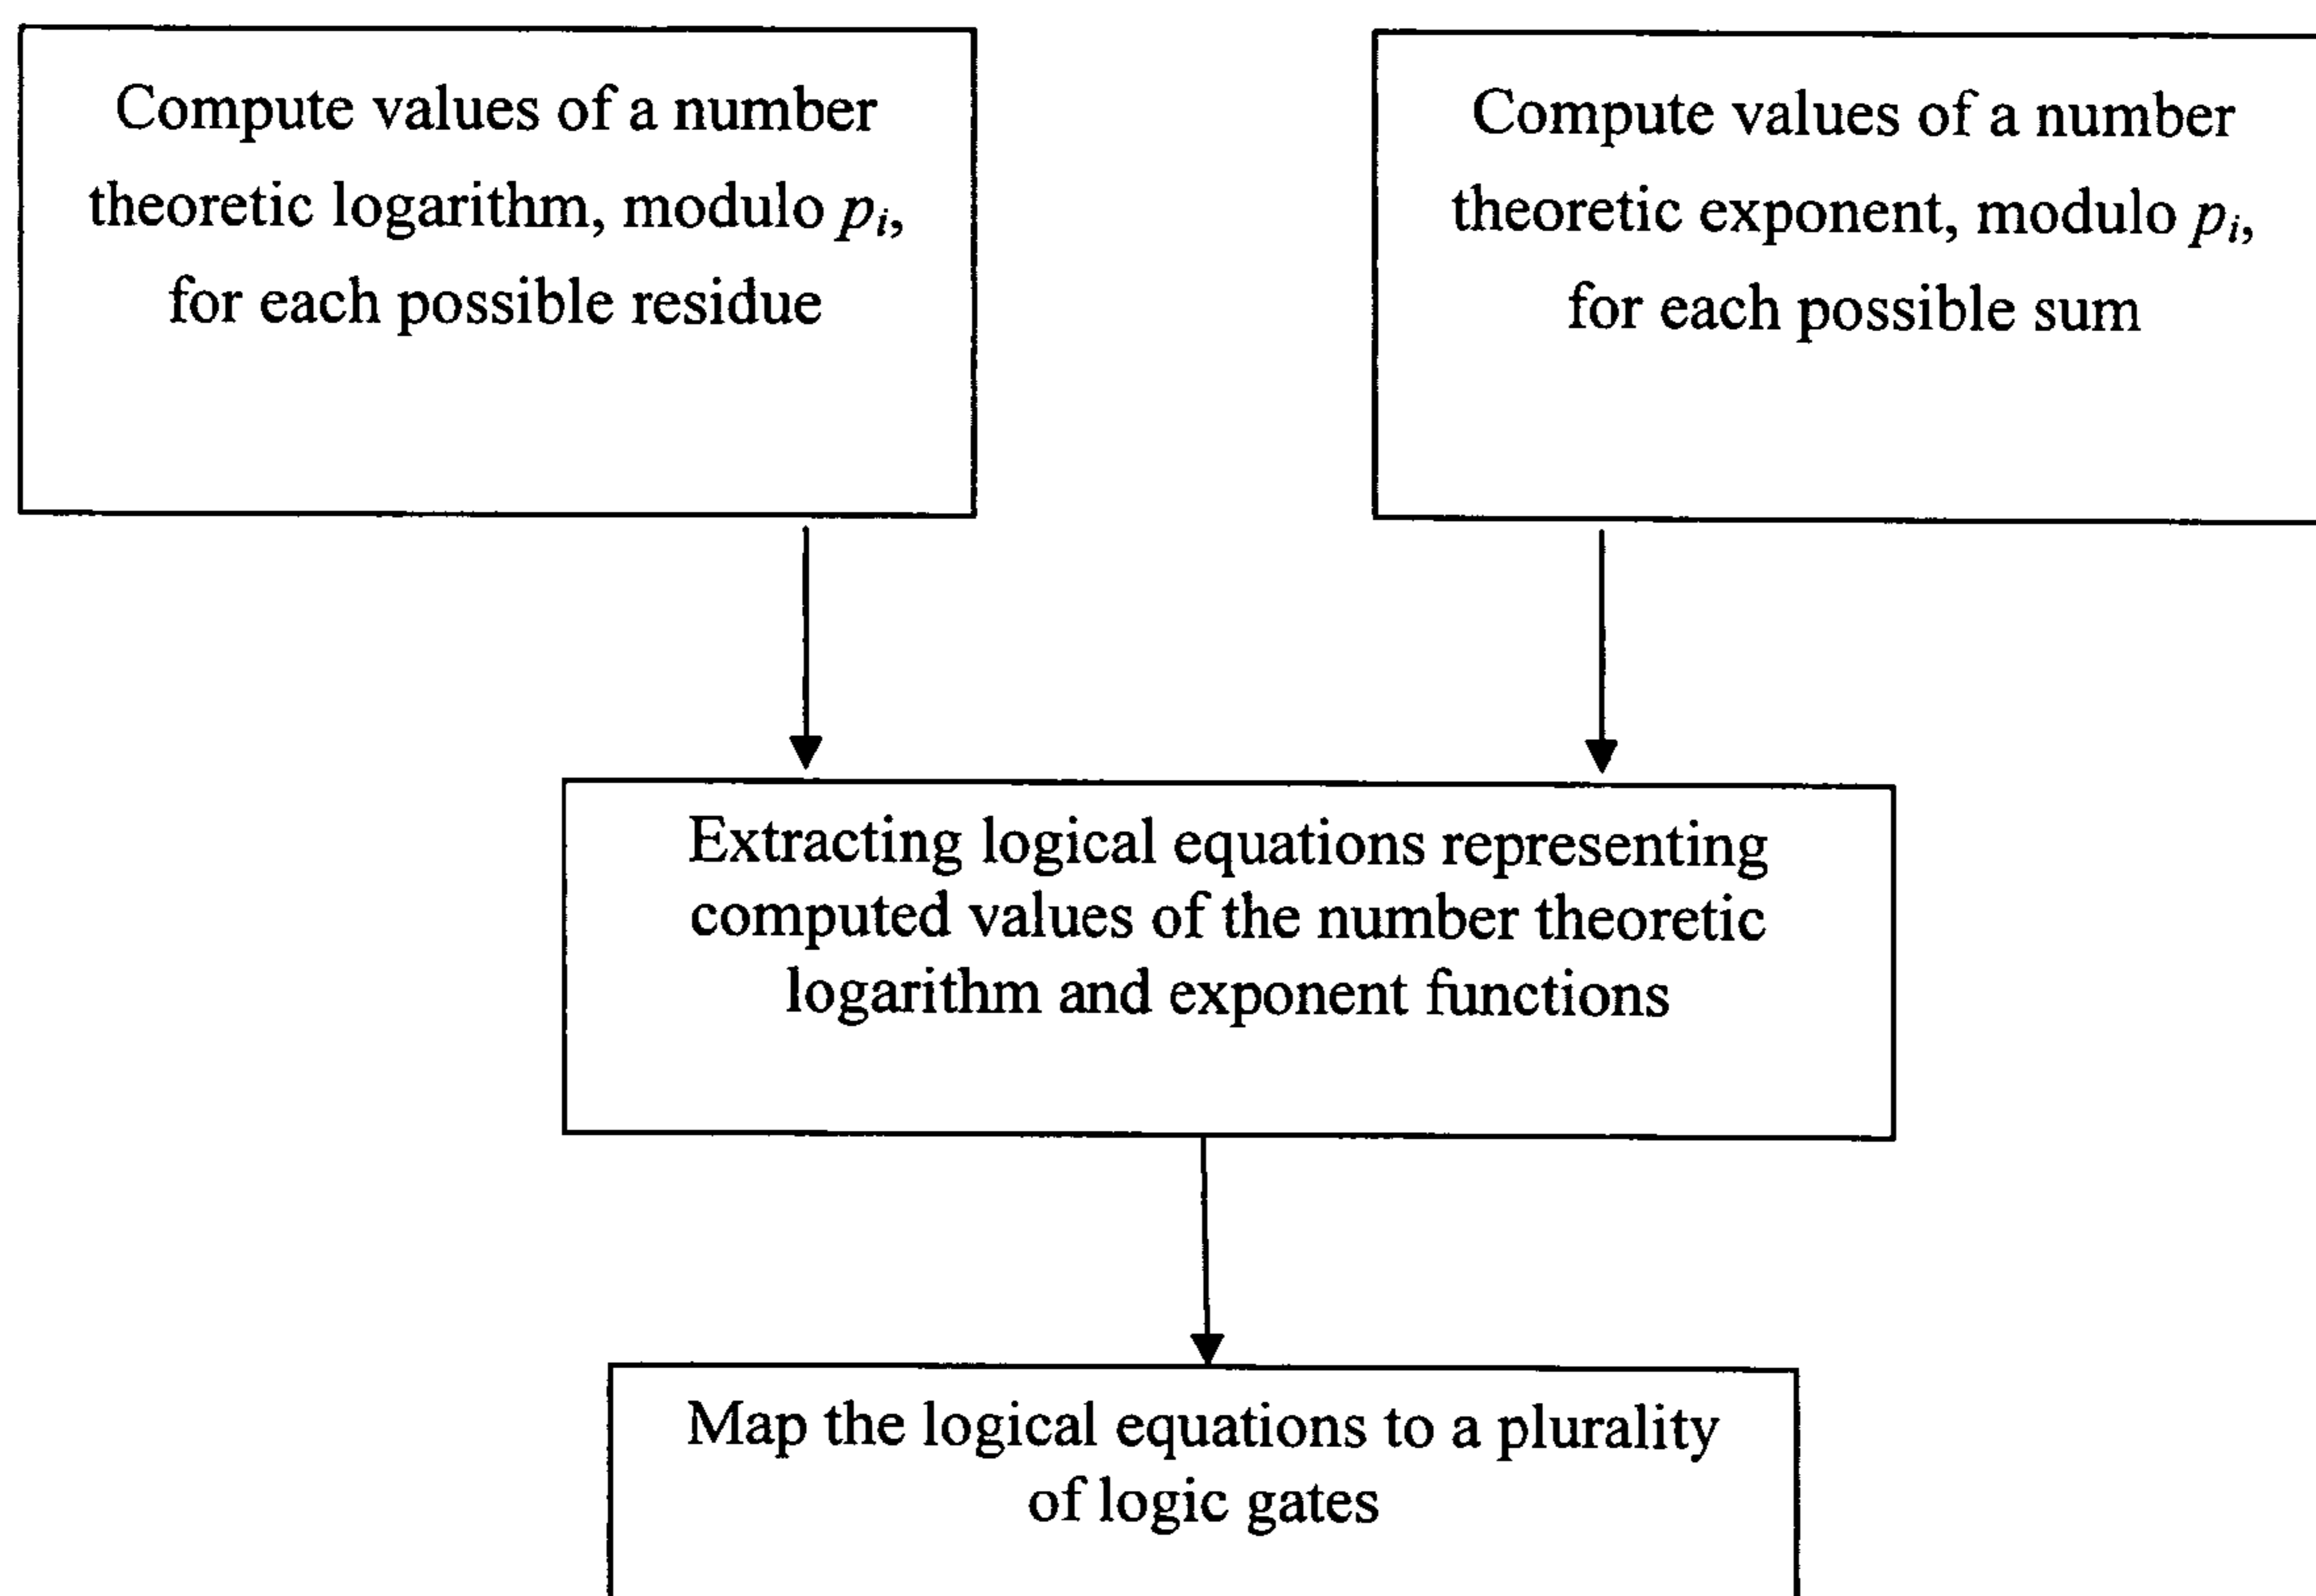 Compute values of a number
theoretic logarithm, modulo pᵢ,
for each possible residue
Compute values of a number
theoretic exponent, modulo pᵢ,
for each possible sum
Extracting logical equations representing
computed values of the number theoretic
logarithm and exponent functions
Map the logical equations to a plurality
of logic gates